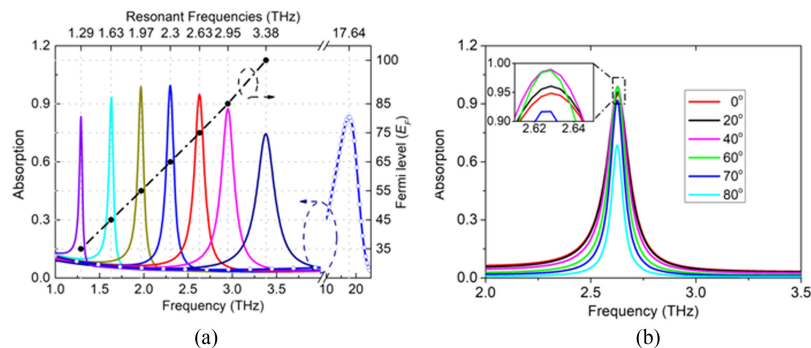 Resonant Frequencies (THz)
1.29 1.63 1.97 2.3 2.63 2.95 3.38 17.64
1.2
0.9
0.6
0.3
0.0
Absorption
100
85
75
65
55
45
35
Fermi level (E_F)
1.0 1.5 2.0 2.5 3.0 3.5 10 20
Frequency (THz)
(a)
1.2
0.9
0.6
0.3
0.0
Absorption
1.00
0.95
0.90
2.62 2.64
0°
20°
40°
60°
70°
80°
2.0 2.5 3.0 3.5
Frequency (THz)
(b)